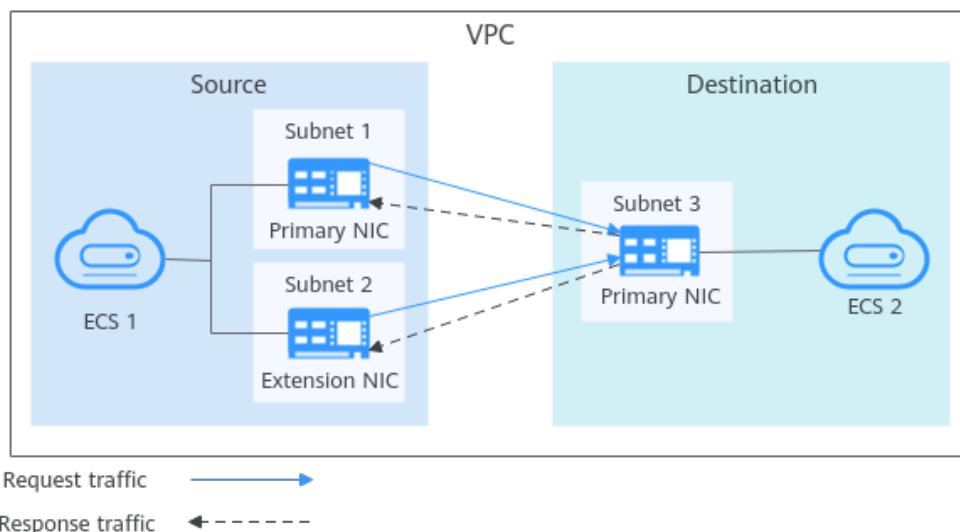 VPC
Source
Destination
Subnet 1
Primary NIC
Subnet 2
Extension NIC
ECS 1
Subnet 3
Primary NIC
ECS 2
Request traffic
Response traffic